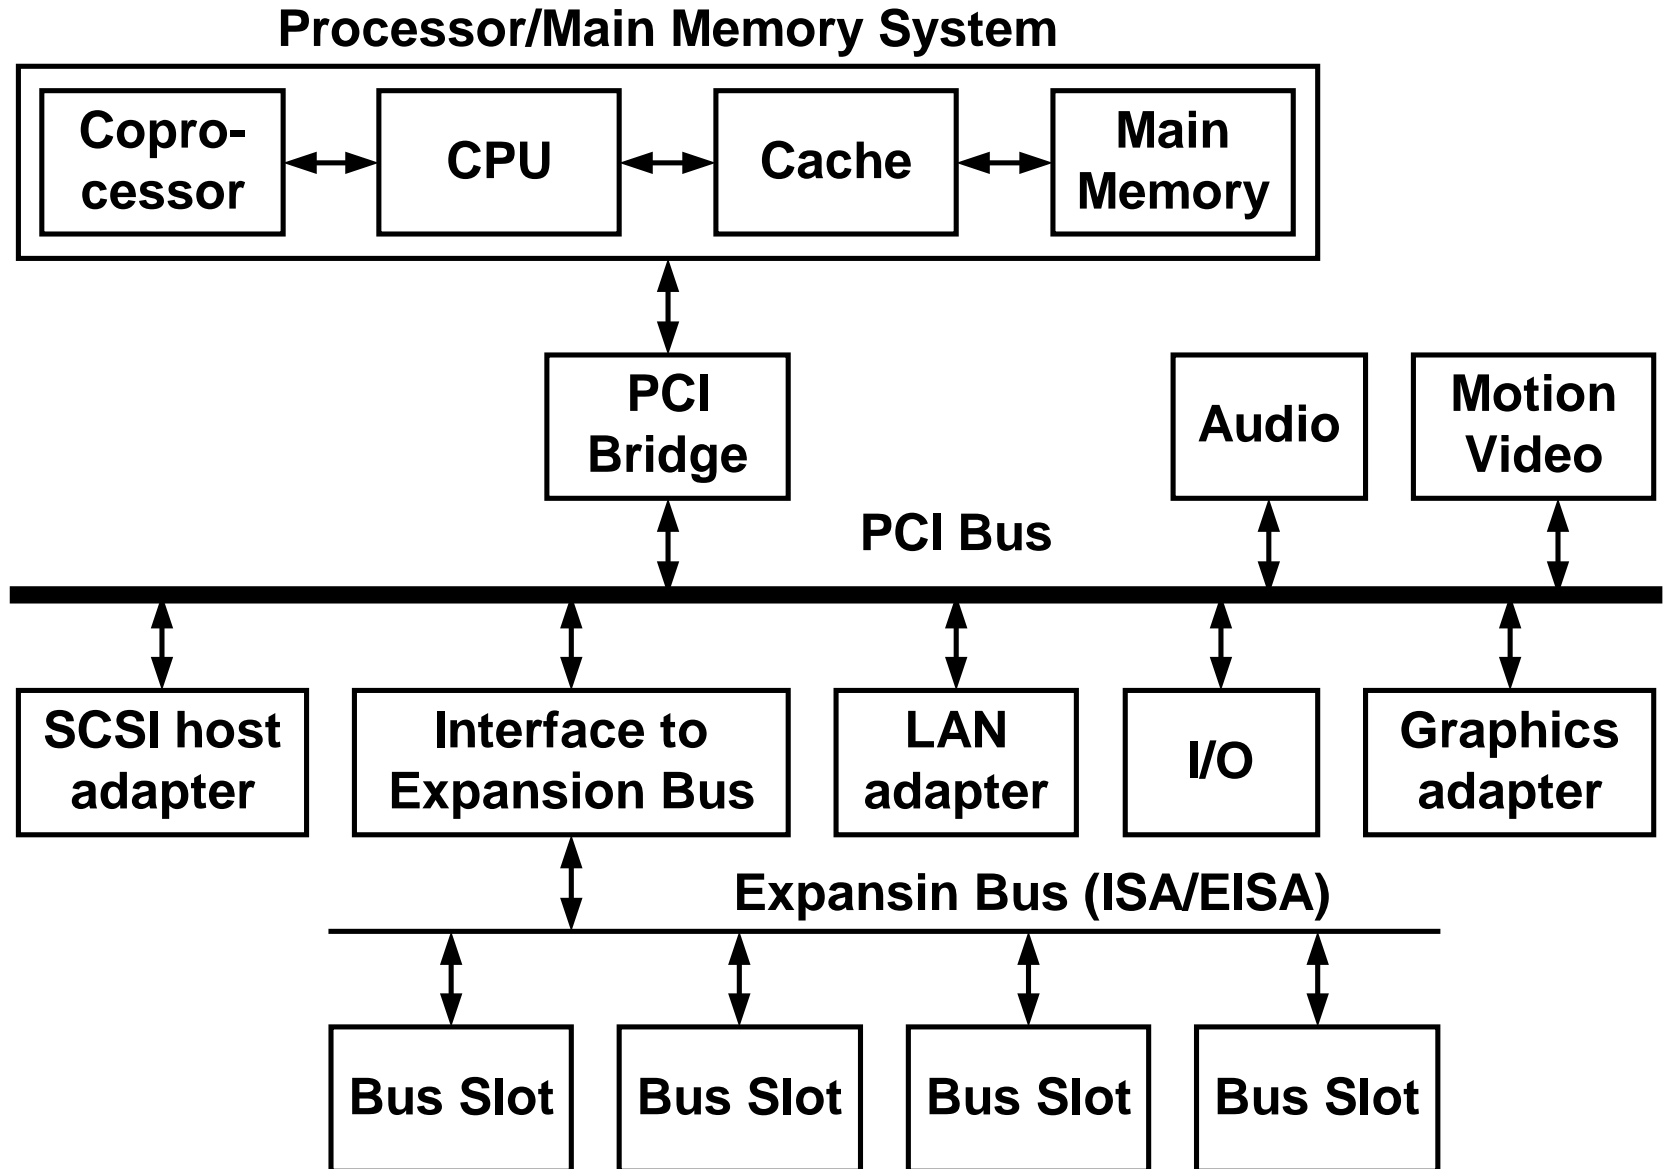 Processor/Main Memory System
Copro-
cessor
CPU
Cache
Main
Memory
PCI
Bridge
Audio
Motion
Video
PCI Bus
SCSI host
adapter
Interface to
Expansion Bus
LAN
adapter
I/O
Graphics
adapter
Expansin Bus (ISA/EISA)
Bus Slot
Bus Slot
Bus Slot
Bus Slot